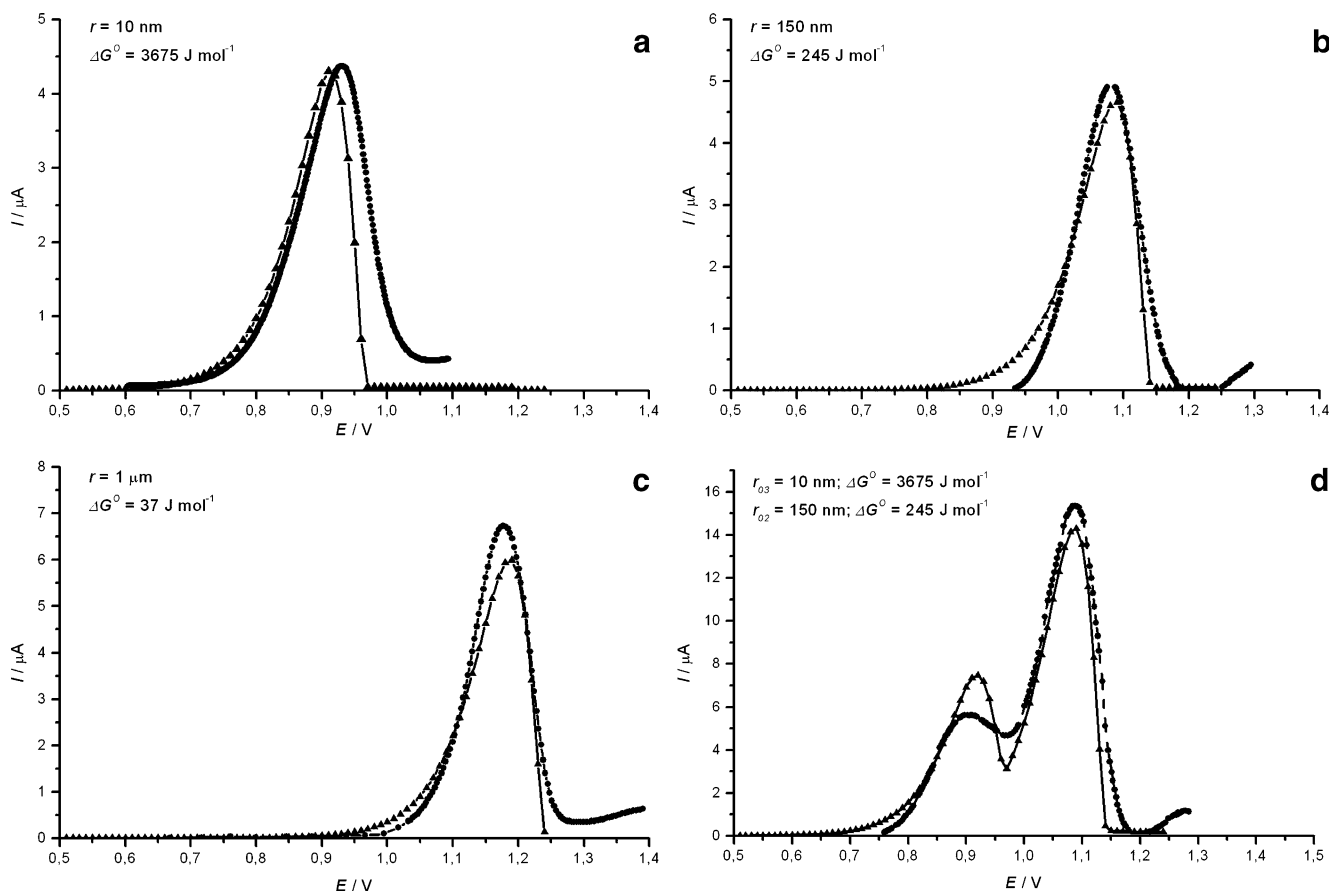 a
r = 10 nm
ΔG⁰ = 3675 J mol⁻¹
I / μA
5
4
3
2
1
0
0,5 0,6 0,7 0,8 0,9 1,0 1,1 1,2 1,3 1,4
E / V
b
r = 150 nm
ΔG⁰ = 245 J mol⁻¹
I / μA
6
5
4
3
2
1
0
0,5 0,6 0,7 0,8 0,9 1,0 1,1 1,2 1,3 1,4
E / V
c
r = 1 μm
ΔG⁰ = 37 J mol⁻¹
I / μA
8
7
6
5
4
3
2
1
0
0,5 0,6 0,7 0,8 0,9 1,0 1,1 1,2 1,3 1,4
E / V
d
r₀₃ = 10 nm; ΔG⁰ = 3675 J mol⁻¹
r₀₂ = 150 nm; ΔG⁰ = 245 J mol⁻¹
I / μA
16
14
12
10
8
6
4
2
0
0,5 0,6 0,7 0,8 0,9 1,0 1,1 1,2 1,3 1,4 1,5
E / V